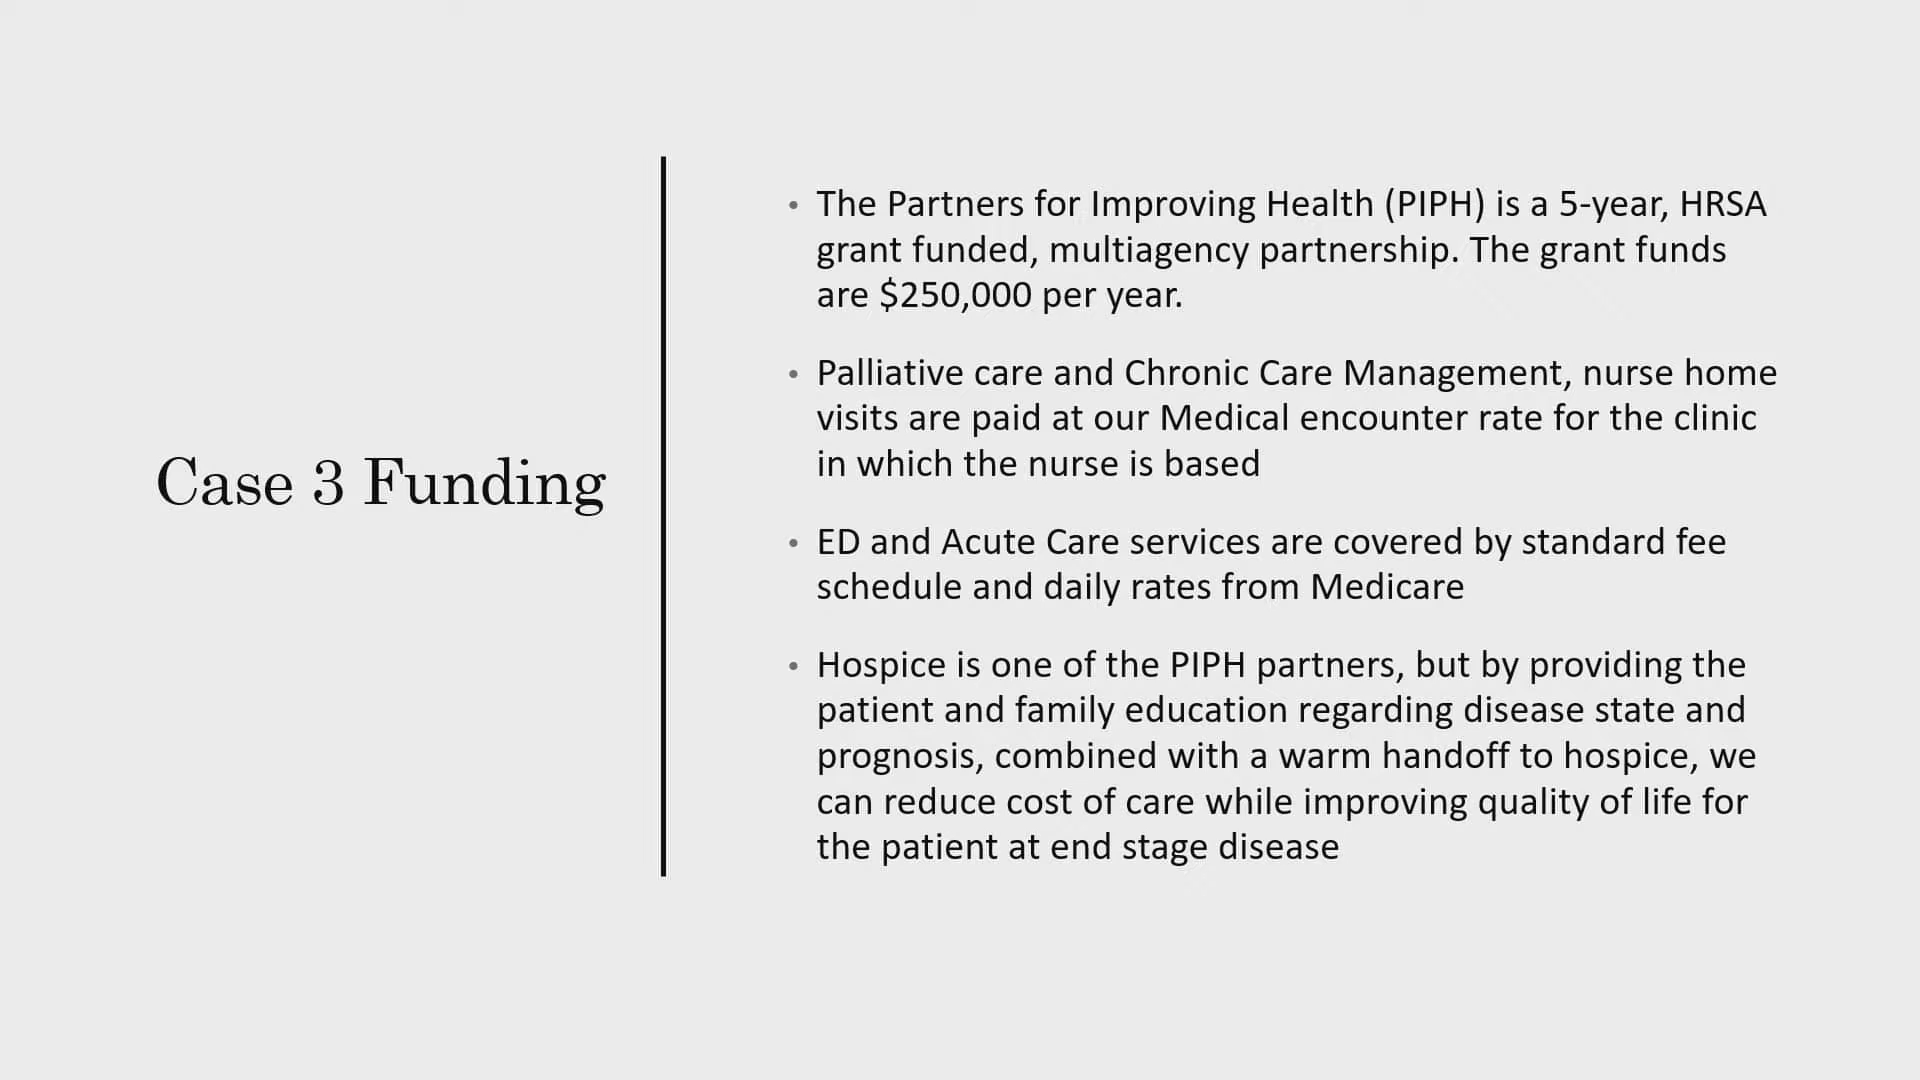 Case 3 Funding
• The Partners for Improving Health (PIPH) is a 5-year, HRSA
grant funded, multiagency partnership. The grant funds
are $250,000 per year.
• Palliative care and Chronic Care Management, nurse home
visits are paid at our Medical encounter rate for the clinic
in which the nurse is based
• ED and Acute Care services are covered by standard fee
schedule and daily rates from Medicare
• Hospice is one of the PIPH partners, but by providing the
patient and family education regarding disease state and
prognosis, combined with a warm handoff to hospice, we
can reduce cost of care while improving quality of life for
the patient at end stage disease